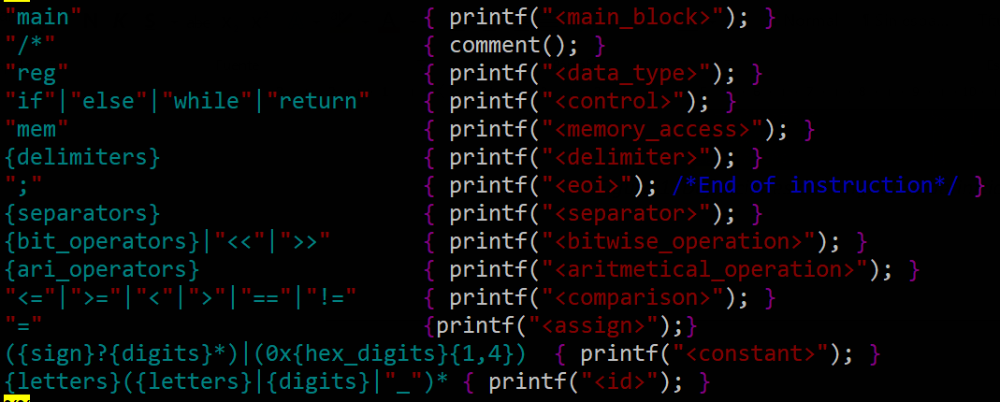 "main" { printf("<main_block>"); }
"/*" { comment(); }
"reg" { printf("<data_type>"); }
"if"|"else"|"while"|"return" { printf("<control>"); }
"mem" { printf("<memory_access>"); }
{delimiters} { printf("<delimiter>"); }
";" { printf("<eoi>"); /*End of instruction*/ }
{separators} { printf("<separator>"); }
{bit_operators}|"<<"|">>" { printf("<bitwise_operation>"); }
{ari_operators} { printf("<aritmetical_operation>"); }
"<="|">="|"<"|">"|"=="|"!=" { printf("<comparison>"); }
"=" {printf("<assign>");}
({sign}?{digits}*)|(0x{hex_digits}{1,4}) { printf("<constant>"); }
{letters}({letters}|{digits}|"_")* { printf("<id>"); }